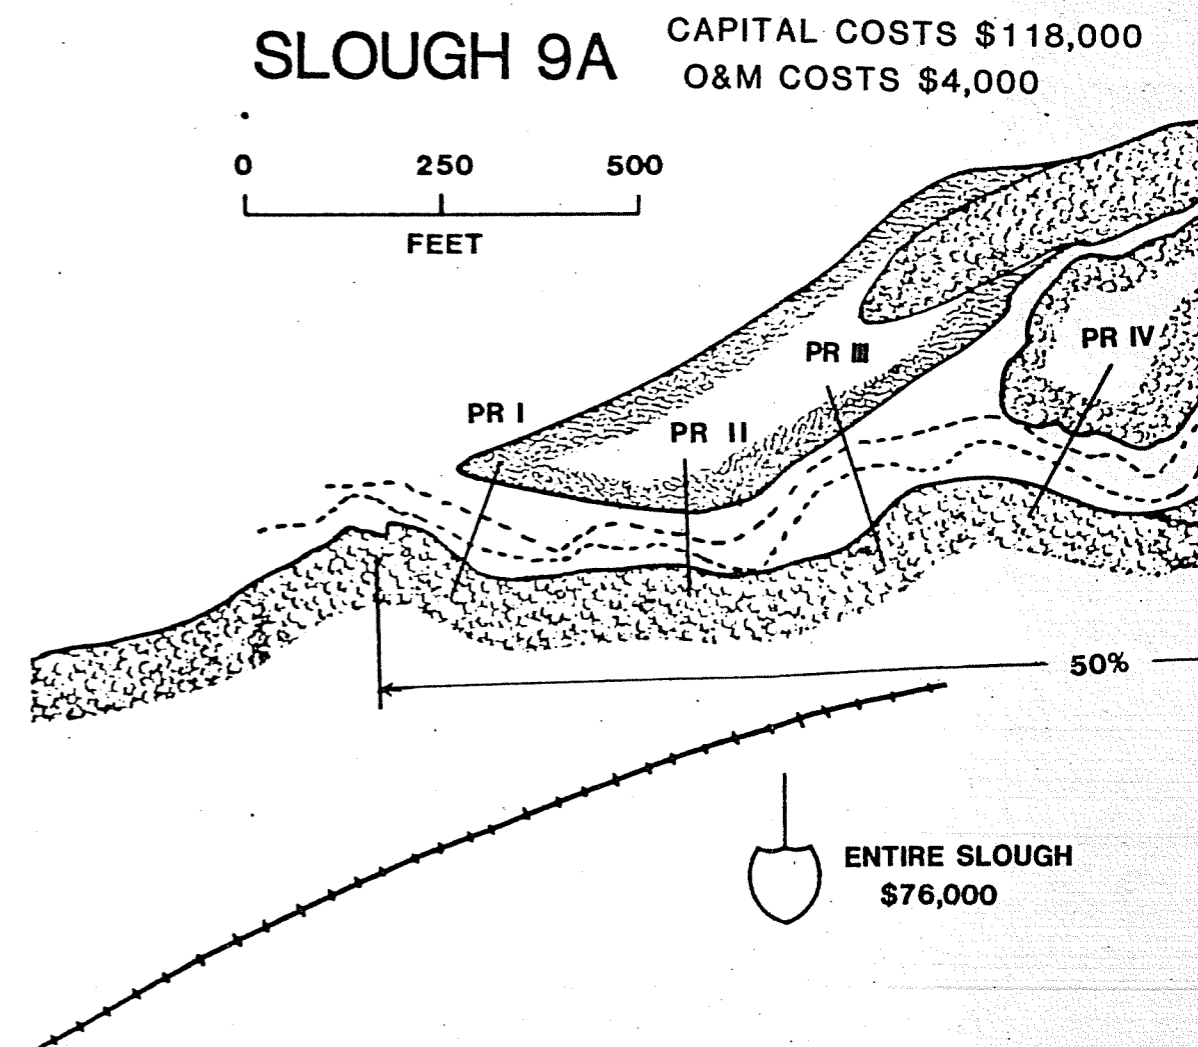 SLOUGH 9A
CAPITAL COSTS $118,000
O&M COSTS $4,000
0 250 500
FEET
PR I
PR II
PR III
PR IV
50%
ENTIRE SLOUGH
$76,000